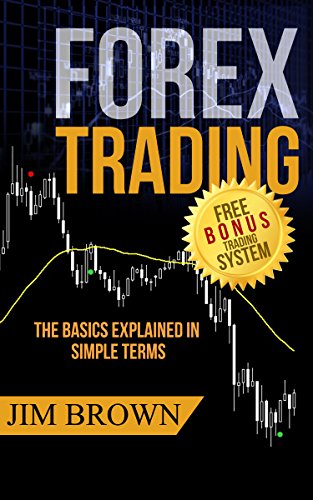 FOREX
TRADING
FREE
BONUS
TRADING
SYSTEM
THE BASICS EXPLAINED IN
SIMPLE TERMS
JIM BROWN